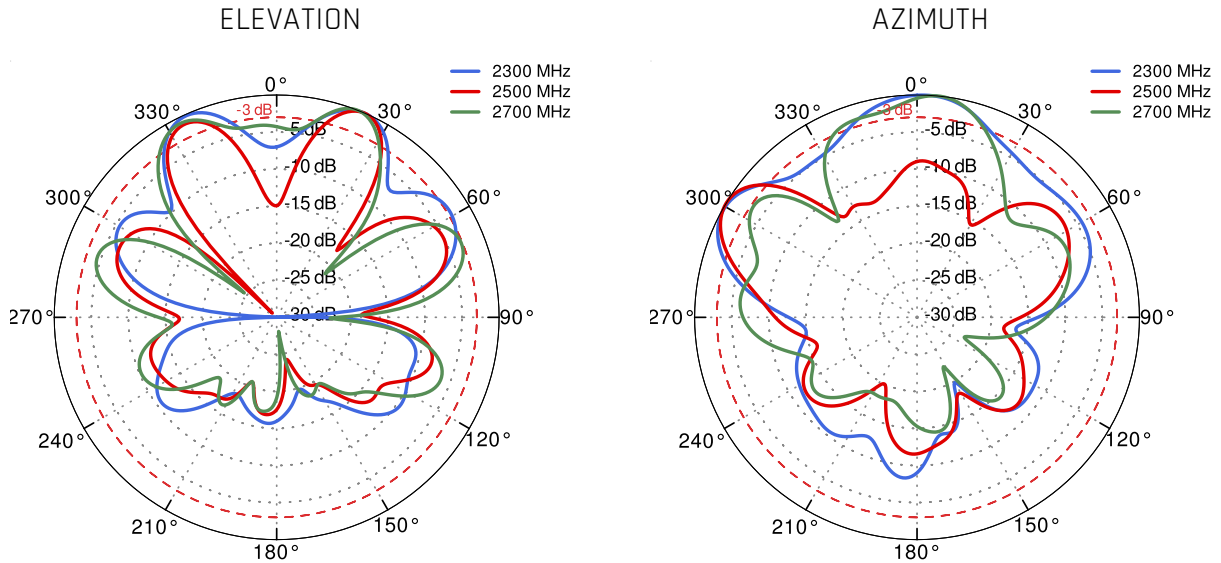 ELEVATION
2300 MHz
2500 MHz
2700 MHz
0°
30°
60°
90°
120°
150°
180°
210°
240°
270°
300°
330°
-3 dB
-5 dB
-10 dB
-15 dB
-20 dB
-25 dB
-30 dB
AZIMUTH
2300 MHz
2500 MHz
2700 MHz
0°
30°
60°
90°
120°
150°
180°
210°
240°
270°
300°
330°
-3 dB
-5 dB
-10 dB
-15 dB
-20 dB
-25 dB
-30 dB